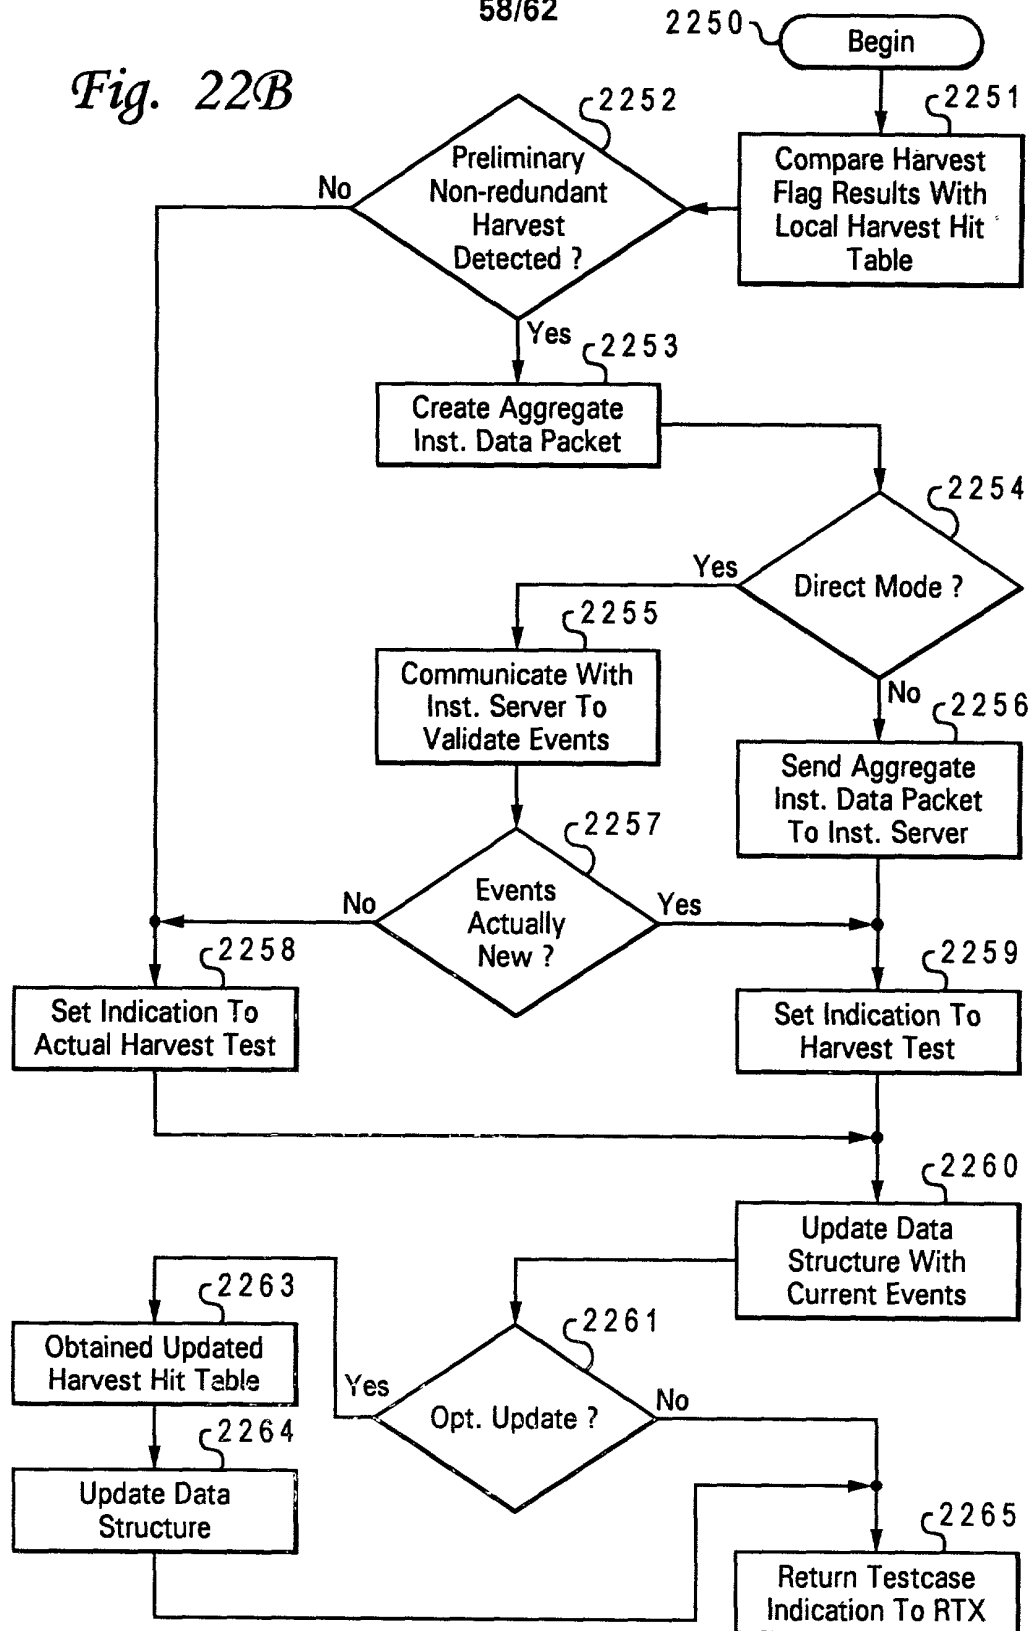 58/62
Fig. 22B
2250
Begin
2251
Compare Harvest
Flag Results With
Local Harvest Hit
Table
2252
Preliminary
Non-redundant
Harvest
Detected ?
No
Yes
2253
Create Aggregate
Inst. Data Packet
2254
Direct Mode ?
Yes
No
2255
Communicate With
Inst. Server To
Validate Events
2256
Send Aggregate
Inst. Data Packet
To Inst. Server
2257
Events
Actually
New ?
No
Yes
2258
Set Indication To
Actual Harvest Test
2259
Set Indication To
Harvest Test
2260
Update Data
Structure With
Current Events
2261
Opt. Update ?
Yes
No
2263
Obtained Updated
Harvest Hit Table
2264
Update Data
Structure
2265
Return Testcase
Indication To RTX